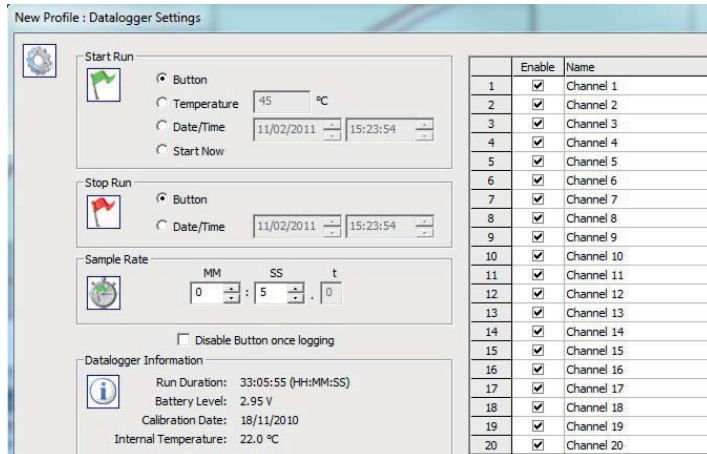 New Profile : Datalogger Settings
Start Run
Button
Temperature 45 ºC
Date/Time 11/02/2011 15:23:54
Start Now
Stop Run
Button
Date/Time 11/02/2011 15:23:54
Sample Rate
MM SS t
0 : 5 . 0
Disable Button once logging
Datalogger Information
Run Duration: 33:05:55 (HH:MM:SS)
Battery Level: 2.95 V
Calibration Date: 18/11/2010
Internal Temperature: 22.0 ºC
Enable Name
1 Channel 1
2 Channel 2
3 Channel 3
4 Channel 4
5 Channel 5
6 Channel 6
7 Channel 7
8 Channel 8
9 Channel 9
10 Channel 10
11 Channel 11
12 Channel 12
13 Channel 13
14 Channel 14
15 Channel 15
16 Channel 16
17 Channel 17
18 Channel 18
19 Channel 19
20 Channel 20